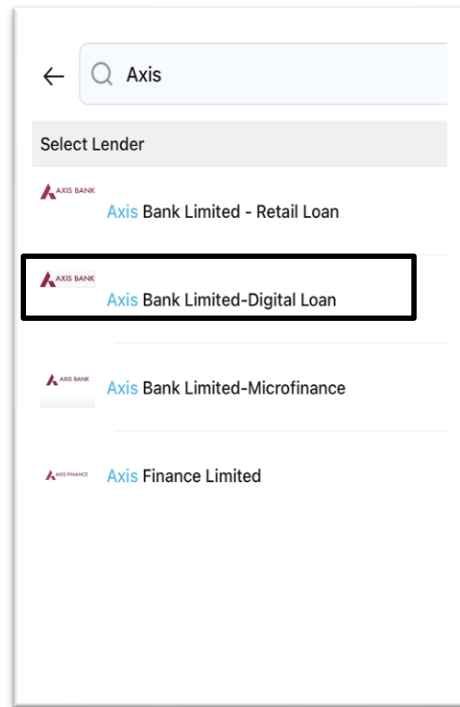 Axis
Select Lender
AXIS BANK
Axis Bank Limited - Retail Loan
AXIS BANK
Axis Bank Limited-Digital Loan
AXIS BANK
Axis Bank Limited-Microfinance
AXIS FINANCE
Axis Finance Limited